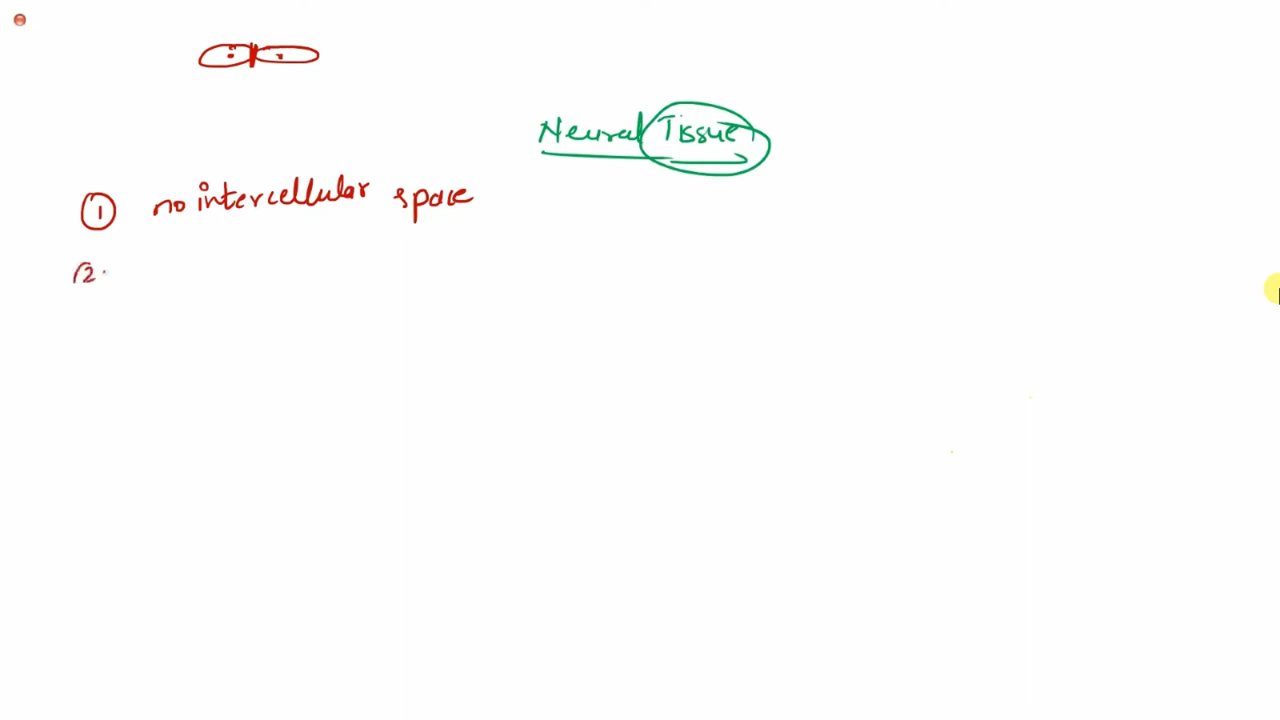 Neural Tissue
① no intercellular space
②